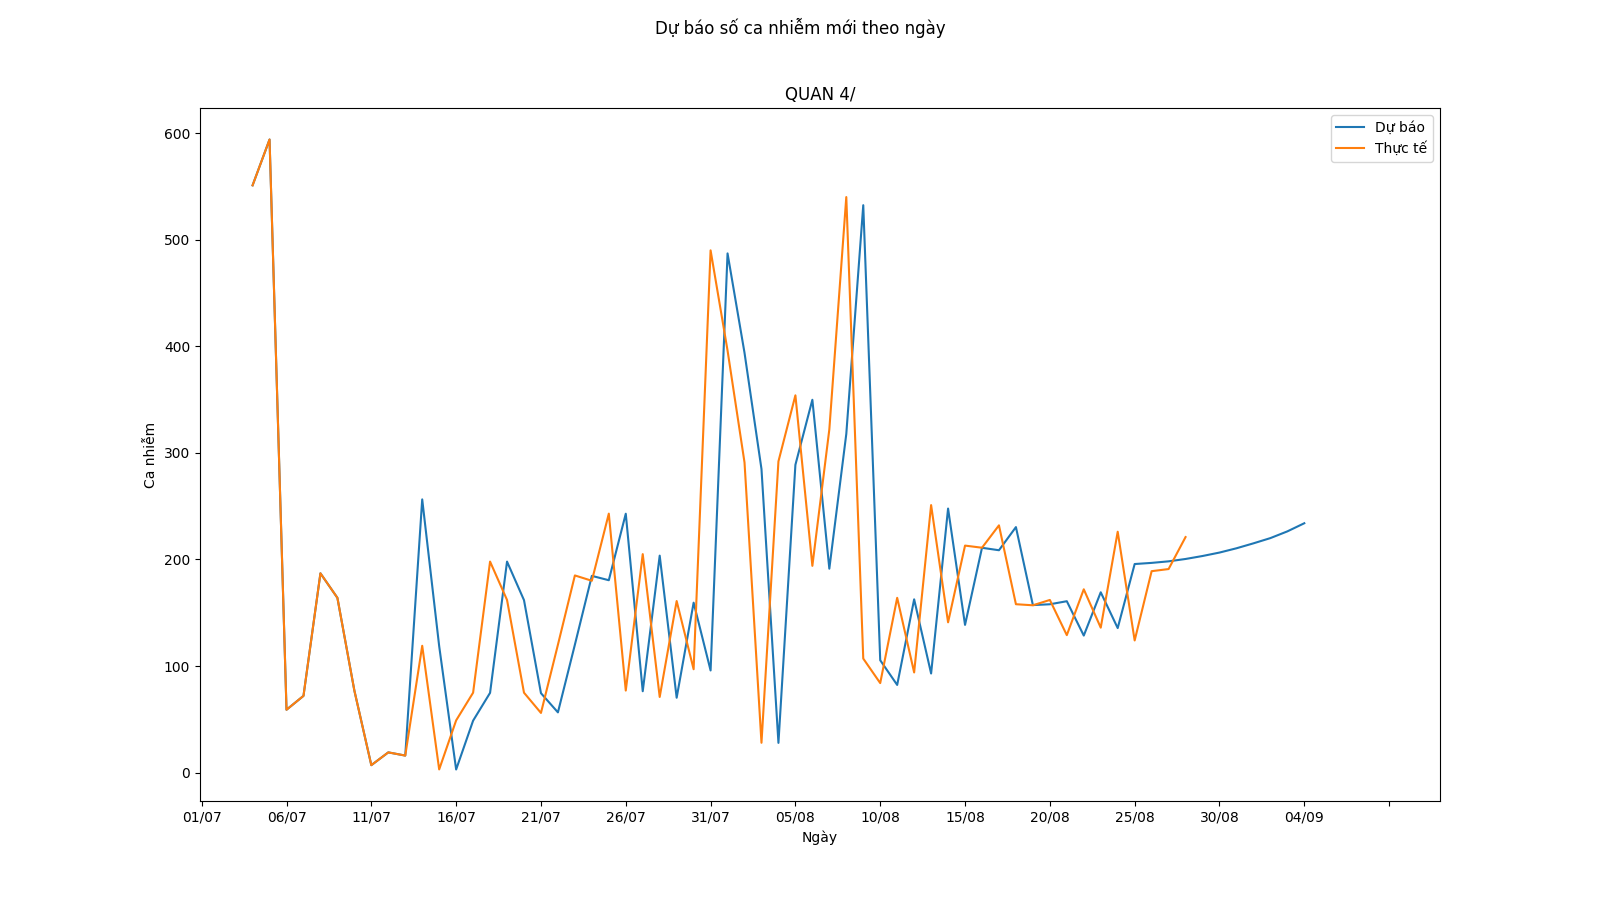 Dự báo số ca nhiễm mới theo ngày
QUAN 4/
Dự báo
Thực tế
Ca nhiễm
600
500
400
300
200
100
0
01/07 06/07 11/07 16/07 21/07 26/07 31/07 05/08 10/08 15/08 20/08 25/08 30/08 04/09
Ngày